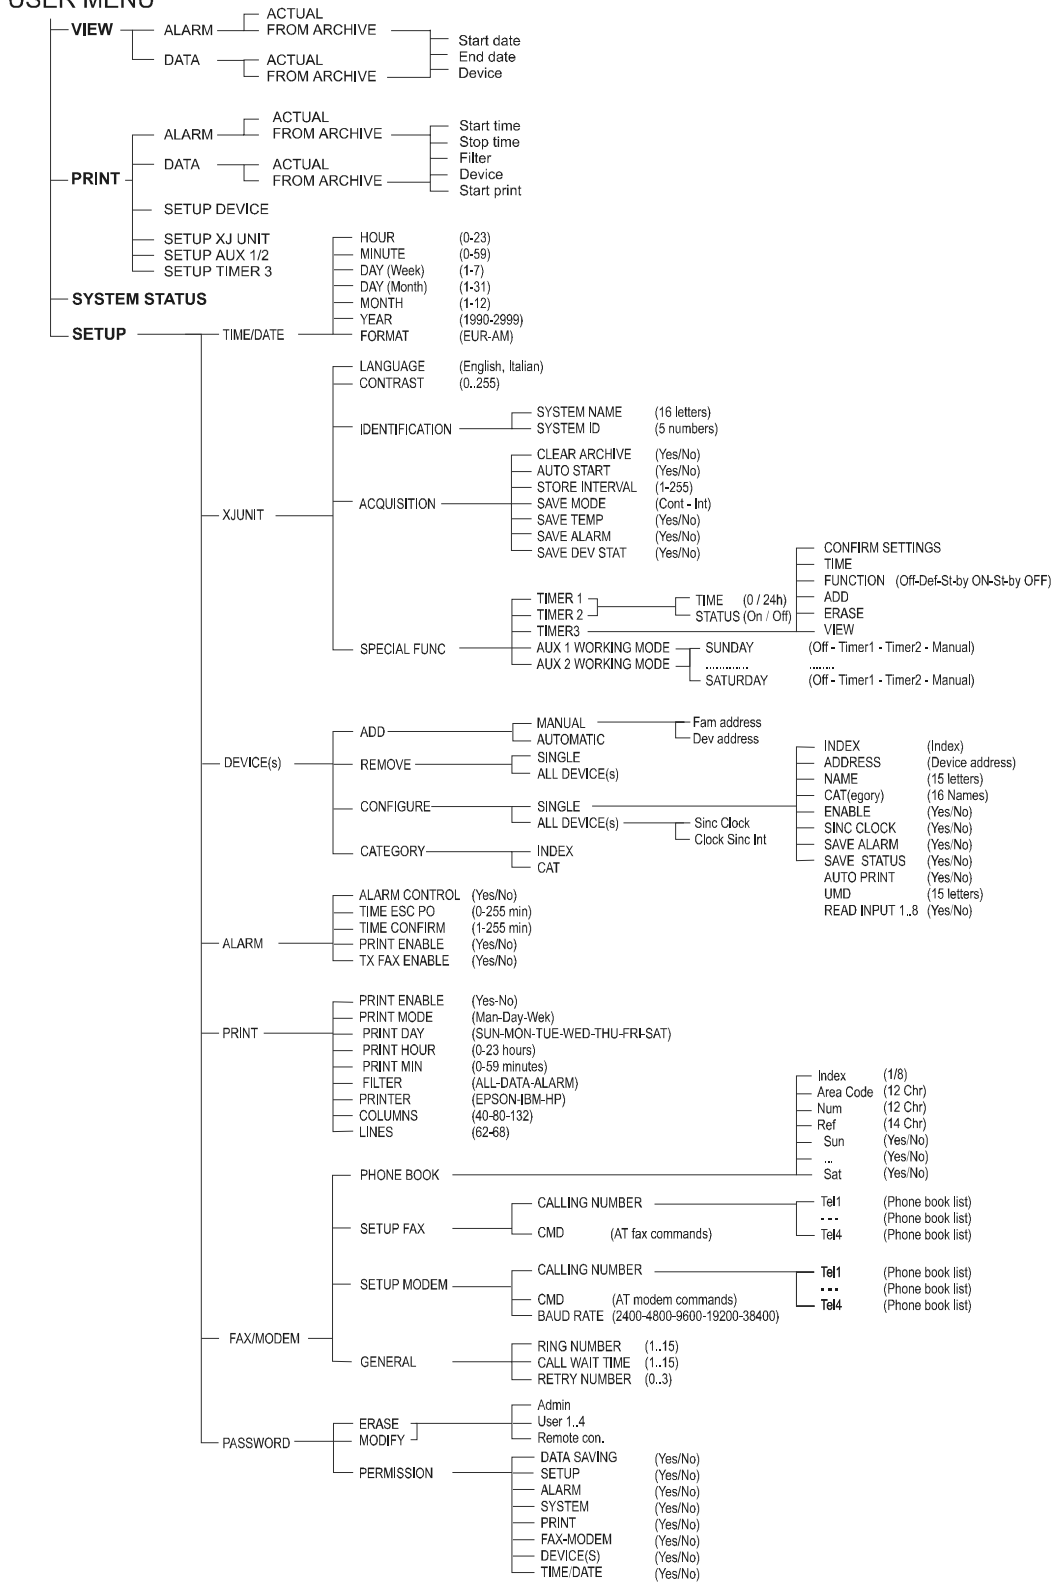 USER MENU
VIEW ALARM ACTUAL
FROM ARCHIVE
Start date
End date
DATA ACTUAL
Device
FROM ARCHIVE
ACTUAL
ALARM FROM ARCHIVE Start time
Stop time
Filter
DATA ACTUAL
Device
PRINT FROM ARCHIVE
Start print
SETUP DEVICE
SETUP XJ UNIT
SETUP AUX 1/2
SETUP TIMER 3
SYSTEM STATUS
SETUP TIME/DATE
HOUR (0-23)
MINUTE (0-59)
DAY (Week) (1-7)
DAY (Month) (1-31)
MONTH (1-12)
YEAR (1990-2999)
FORMAT (EUR-AM)
XJUNIT
LANGUAGE (English, Italian)
CONTRAST (0..255)
IDENTIFICATION
SYSTEM NAME (16 letters)
SYSTEM ID (5 numbers)
ACQUISITION
CLEAR ARCHIVE (Yes/No)
AUTO START (Yes/No)
STORE INTERVAL (1-255)
SAVE MODE (Cont - Int)
SAVE TEMP (Yes/No)
SAVE ALARM (Yes/No)
SAVE DEV STAT (Yes/No)
SPECIAL FUNC
TIMER 1
TIMER 2
TIME (0 / 24h)
STATUS (On / Off)
TIMER3
CONFIRM SETTINGS
TIME
FUNCTION (Off-Def-St-by ON-St-by OFF)
ADD
ERASE
VIEW
AUX 1 WORKING MODE
AUX 2 WORKING MODE
SUNDAY (Off - Timer1 - Timer2 - Manual)
............. ........
SATURDAY (Off - Timer1 - Timer2 - Manual)
DEVICE(s)
ADD
MANUAL Fam address
AUTOMATIC Dev address
REMOVE
SINGLE
ALL DEVICE(s)
CONFIGURE
SINGLE
INDEX (Index)
ADDRESS (Device address)
NAME (15 letters)
CAT(egory) (16 Names)
ENABLE (Yes/No)
SINC CLOCK (Yes/No)
SAVE ALARM (Yes/No)
SAVE STATUS (Yes/No)
AUTO PRINT (Yes/No)
UMD (15 letters)
READ INPUT 1..8 (Yes/No)
ALL DEVICE(s) Sinc Clock
Clock Sinc Int
CATEGORY
INDEX
CAT
ALARM
ALARM CONTROL (Yes/No)
TIME ESC PO (0-255 min)
TIME CONFIRM (1-255 min)
PRINT ENABLE (Yes/No)
TX FAX ENABLE (Yes/No)
PRINT
PRINT ENABLE (Yes-No)
PRINT MODE (Man-Day-Wek)
PRINT DAY (SUN-MON-TUE-WED-THU-FRI-SAT)
PRINT HOUR (0-23 hours)
PRINT MIN (0-59 minutes)
FILTER (ALL-DATA-ALARM)
PRINTER (EPSON-IBM-HP)
COLUMNS (40-80-132)
LINES (62-68)
FAX/MODEM
PHONE BOOK
Index (1/8)
Area Code (12 Chr)
Num (12 Chr)
Ref (14 Chr)
Sun (Yes/No)
... (Yes/No)
Sat (Yes/No)
SETUP FAX
CALLING NUMBER
Tel1 (Phone book list)
--- (Phone book list)
Tel4 (Phone book list)
CMD (AT fax commands)
SETUP MODEM
CALLING NUMBER
Tel1 (Phone book list)
--- (Phone book list)
Tel4 (Phone book list)
CMD (AT modem commands)
BAUD RATE (2400-4800-9600-19200-38400)
GENERAL
RING NUMBER (1..15)
CALL WAIT TIME (1..15)
RETRY NUMBER (0..3)
PASSWORD
ERASE
MODIFY
Admin
User 1..4
Remote con.
PERMISSION
DATA SAVING (Yes/No)
SETUP (Yes/No)
ALARM (Yes/No)
SYSTEM (Yes/No)
PRINT (Yes/No)
FAX-MODEM (Yes/No)
DEVICE(S) (Yes/No)
TIME/DATE (Yes/No)